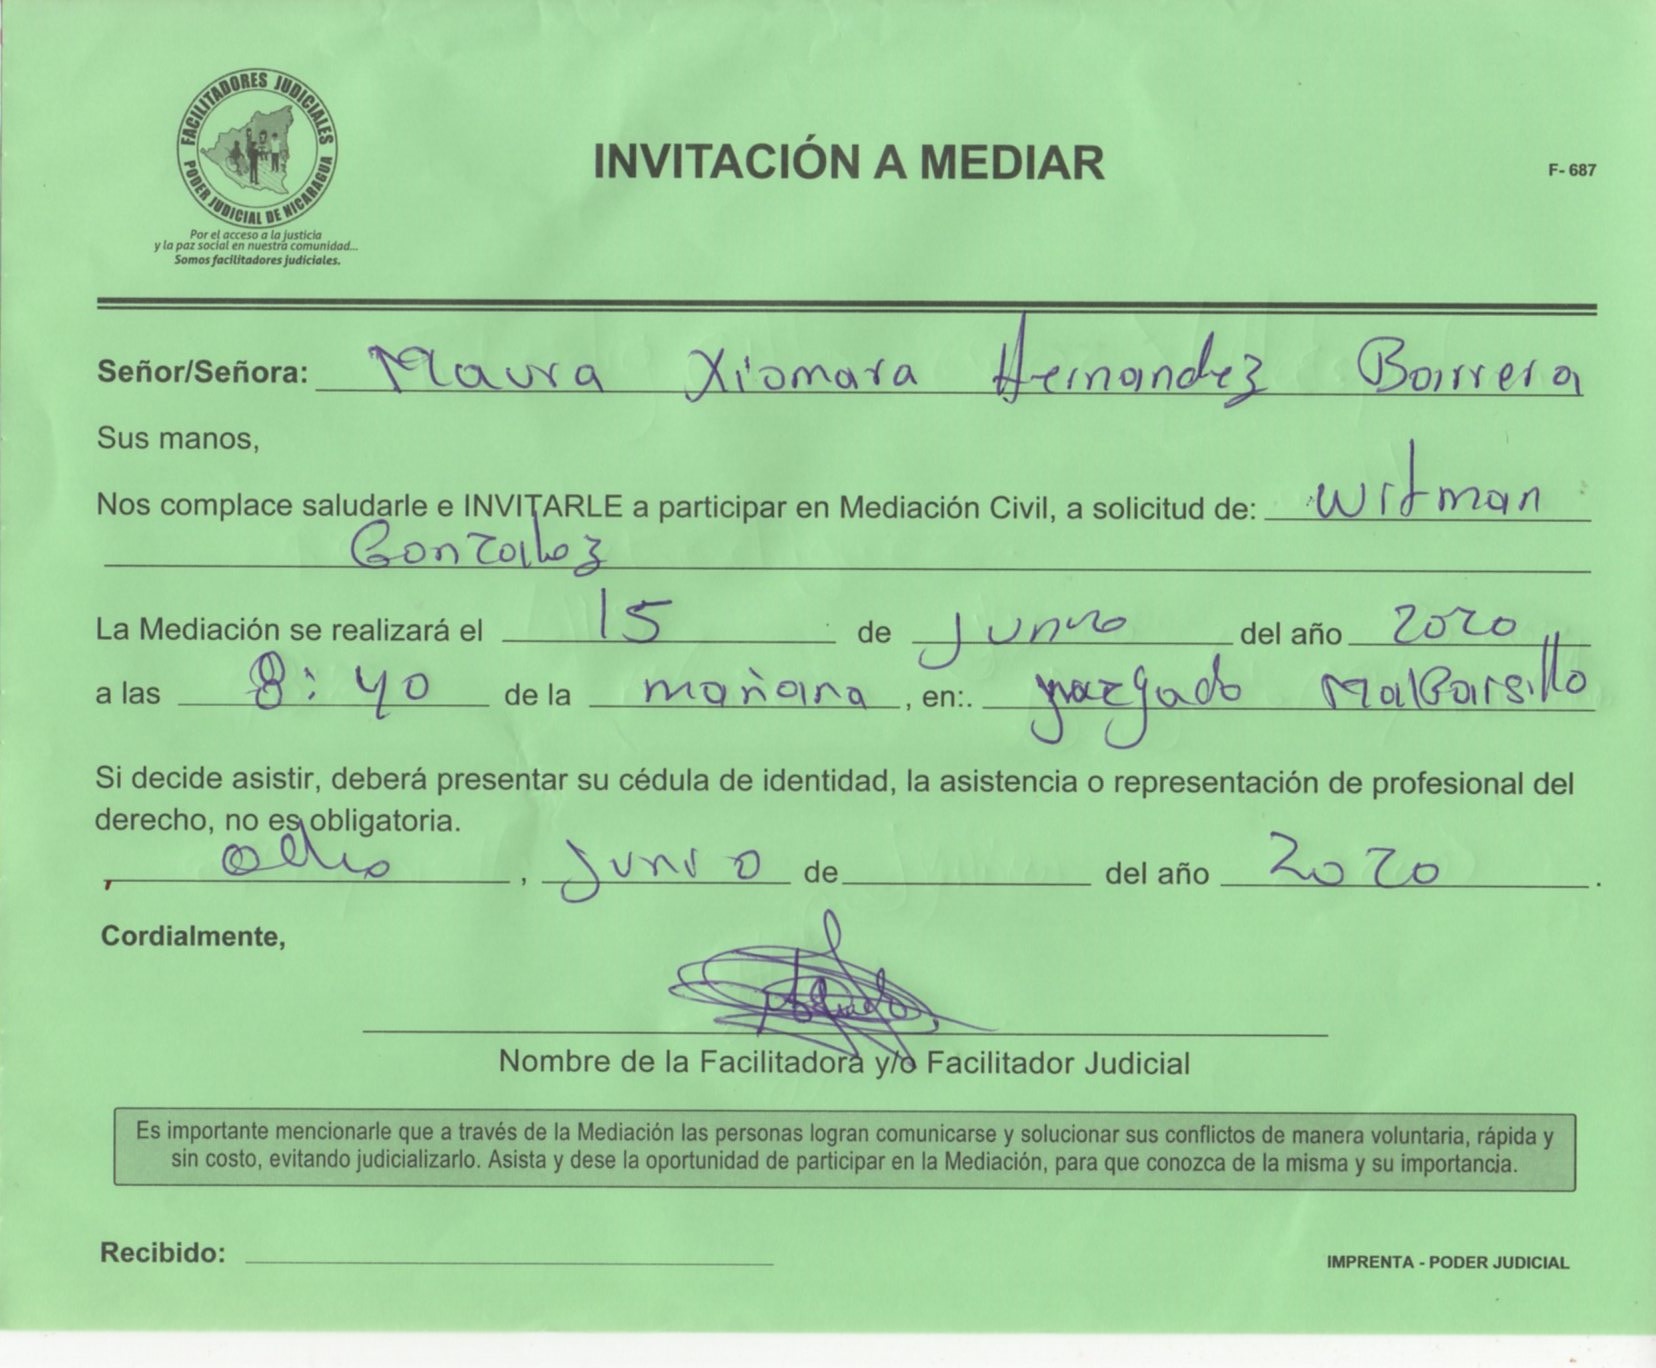 FACILITADORES JUDICIALES
PODER JUDICIAL DE NICARAGUA
Por el acceso a la justicia
y la paz social en nuestra comunidad...
Somos facilitadores judiciales.
INVITACIÓN A MEDIAR
F- 687
Señor/Señora: Maura Xiomara Hernandez Barrera
Sus manos,
Nos complace saludarle e INVITARLE a participar en Mediación Civil, a solicitud de: Witman
Gonzalez
La Mediación se realizará el 15 de Junio del año 2020
a las 8:40 de la mañana, en:. juzgado
Si decide asistir, deberá presentar su cédula de identidad, la asistencia o representación de profesional del
derecho, no es obligatoria.
ocho, junio de del año 2020.
Cordialmente,
Nombre de la Facilitadora y/o Facilitador Judicial
Es importante mencionarle que a través de la Mediación las personas logran comunicarse y solucionar sus conflictos de manera voluntaria, rápida y
sin costo, evitando judicializarlo. Asista y dese la oportunidad de participar en la Mediación, para que conozca de la misma y su importancia.
Recibido:
IMPRENTA - PODER JUDICIAL